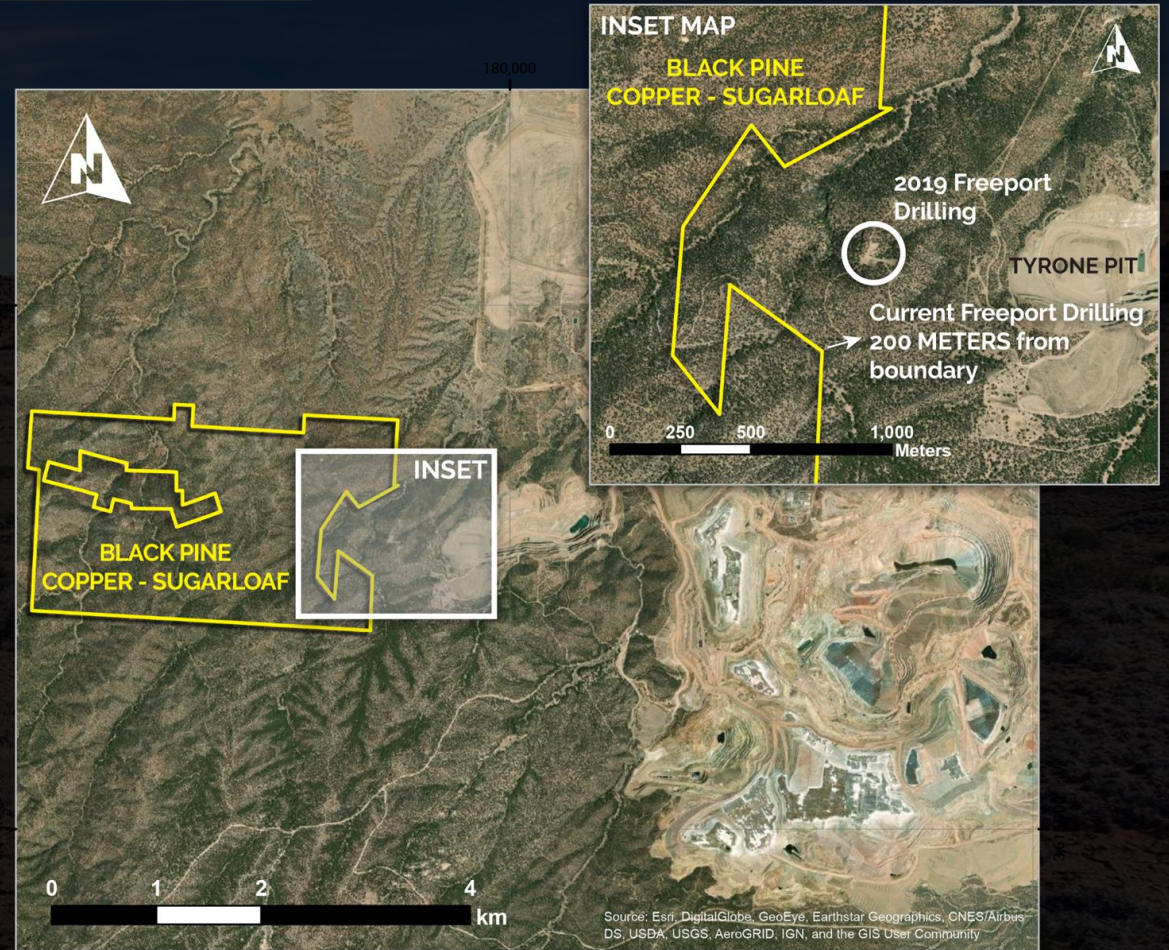 INSET MAP
BLACK PINE
COPPER - SUGARLOAF
N
2019 Freeport
Drilling
TYRONE PIT
Current Freeport Drilling
200 METERS from
boundary
0 250 500 1,000
Meters
180,000
N
INSET
BLACK PINE
COPPER - SUGARLOAF
0 1 2 4
km
Source: Esri, DigitalGlobe, GeoEye, Earthstar Geographics, CNES/Airbus
DS, USDA, USGS, AeroGRID, IGN, and the GIS User Community